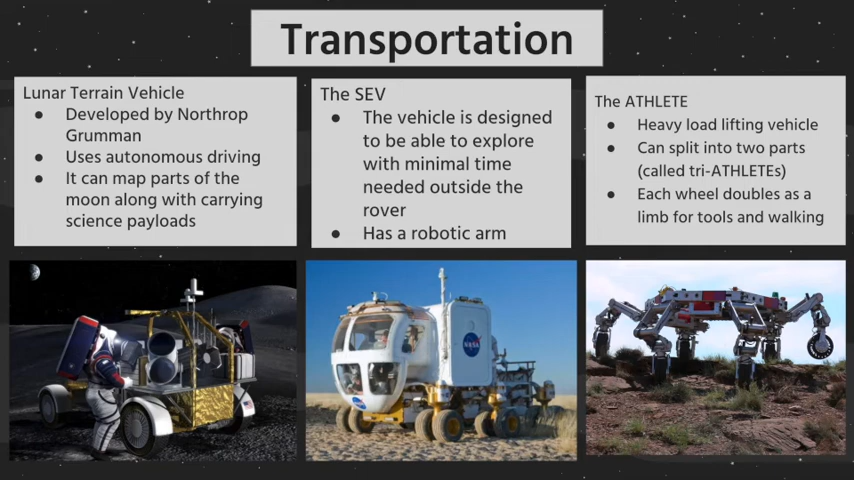 Transportation
Lunar Terrain Vehicle
● Developed by Northrop
Grumman
● Uses autonomous driving
● It can map parts of the
moon along with carrying
science payloads
The SEV
● The vehicle is designed
to be able to explore
with minimal time
needed outside the
rover
● Has a robotic arm
The ATHLETE
● Heavy load lifting vehicle
● Can split into two parts
(called tri-ATHLETEs)
● Each wheel doubles as a
limb for tools and walking
NASA